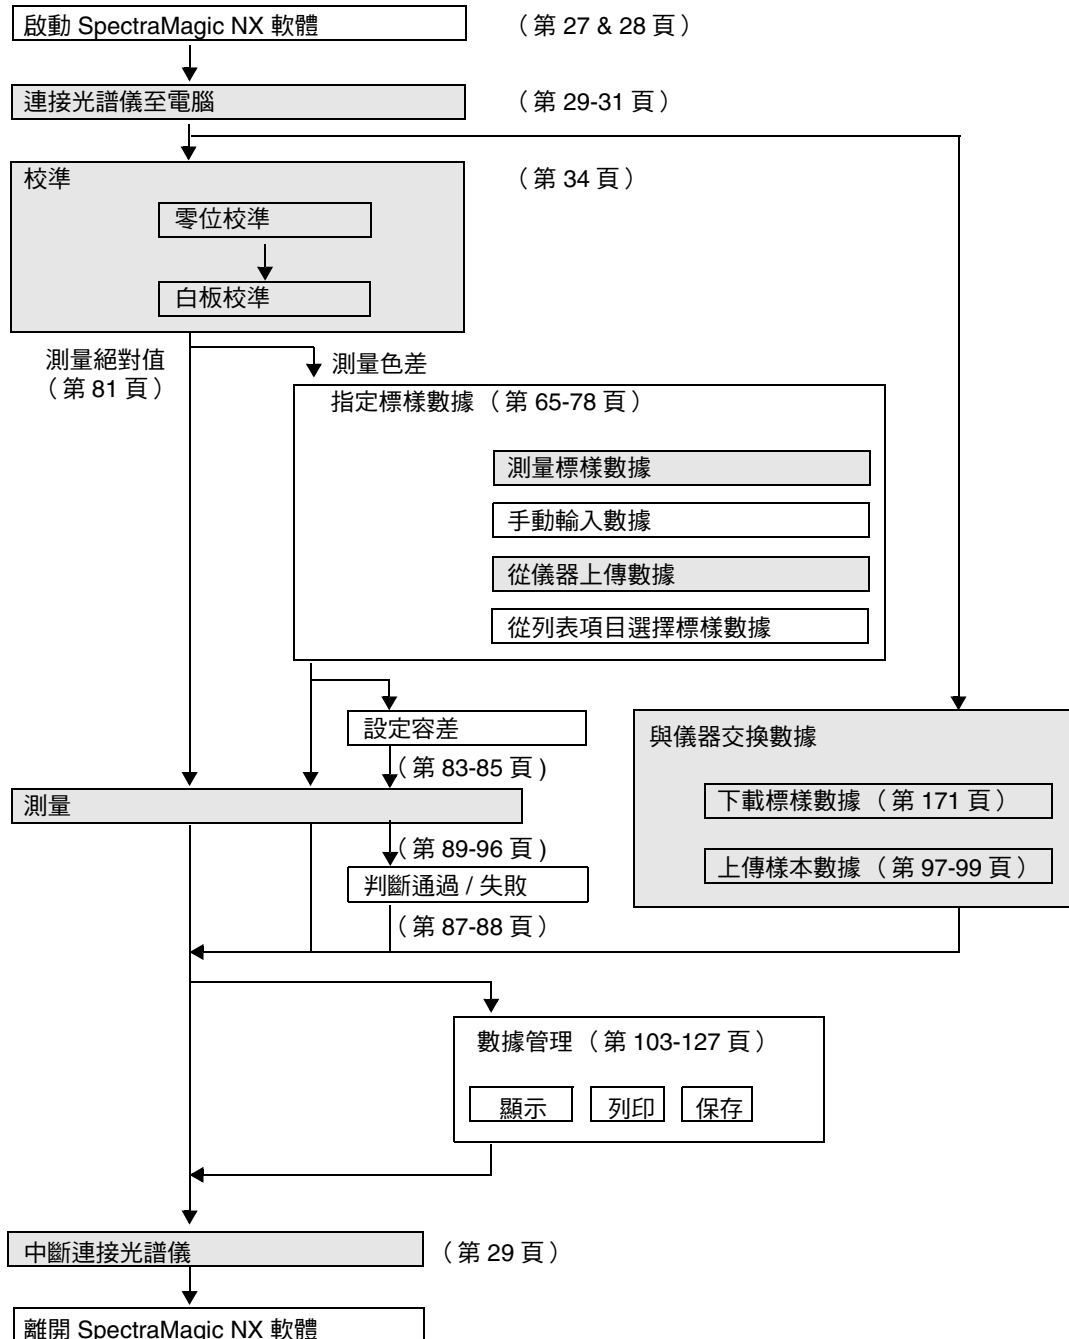 啟動 SpectraMagic NX 軟體
（第 27 & 28 頁）
連接光譜儀至電腦
（第 29-31 頁）
校準
（第 34 頁）
零位校準
白板校準
測量絕對值
（第 81 頁）
測量色差
指定標樣數據（第 65-78 頁）
測量標樣數據
手動輸入數據
從儀器上傳數據
從列表項目選擇標樣數據
設定容差
（第 83-85 頁)
與儀器交換數據
下載標樣數據（第 171 頁）
上傳樣本數據（第 97-99 頁）
測量
（第 89-96 頁)
判斷通過 / 失敗
（第 87-88 頁）
數據管理（第 103-127 頁）
顯示
列印
保存
中斷連接光譜儀
（第 29 頁）
離開 SpectraMagic NX 軟體